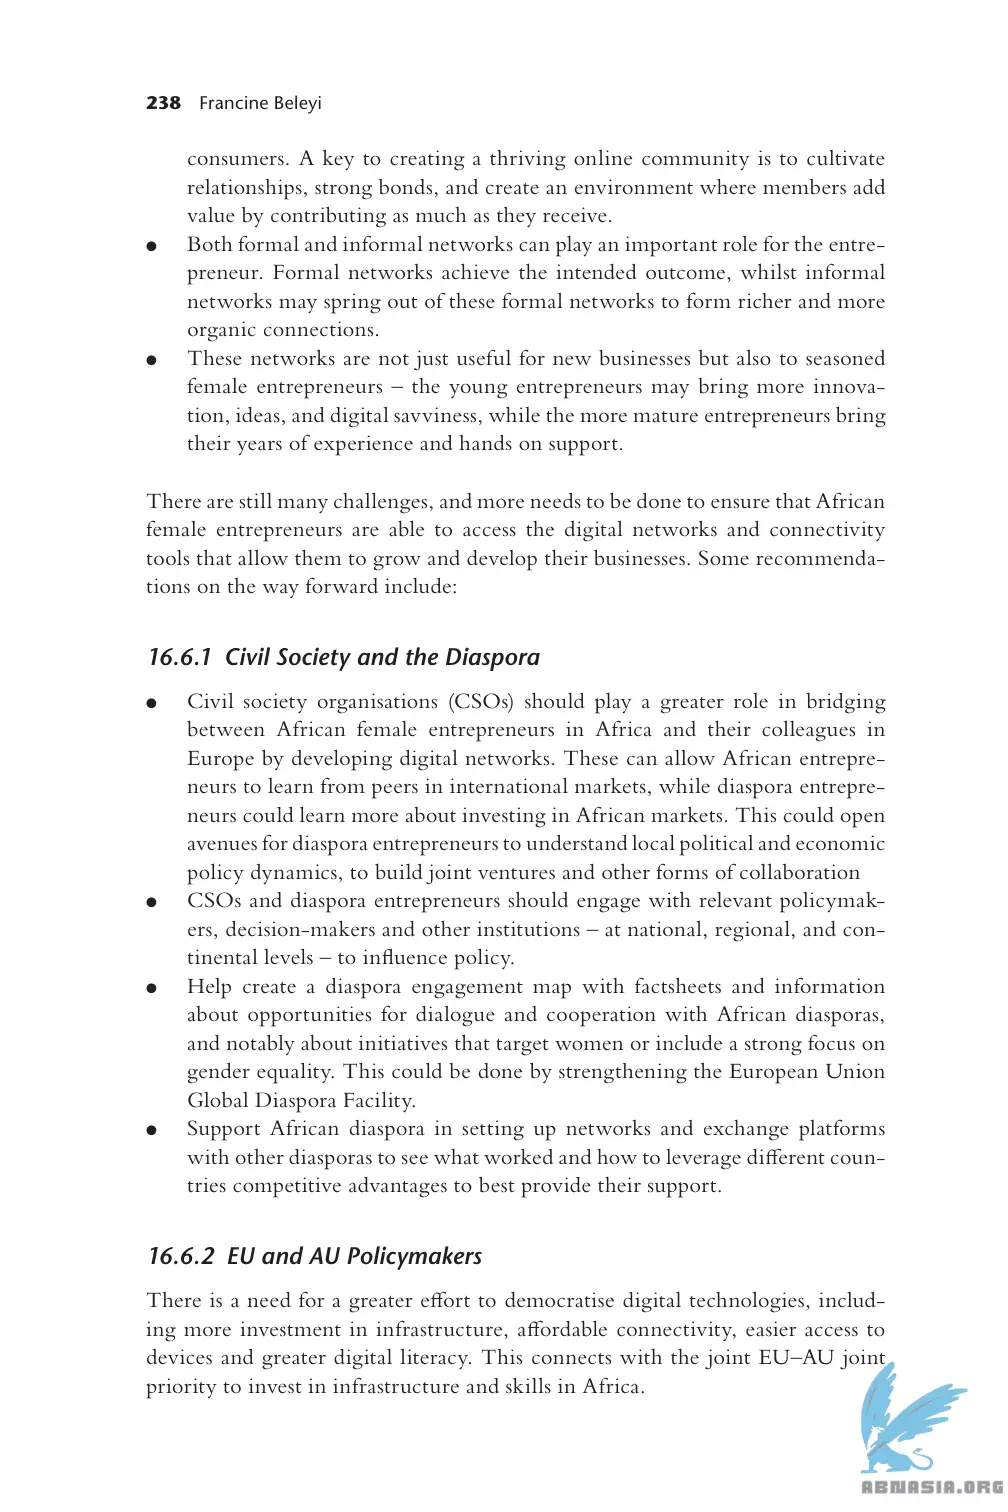 238 Francine Beleyi
consumers. A key to creating a thriving online community is to cultivate
relationships, strong bonds, and create an environment where members add
value by contributing as much as they receive.
● Both formal and informal networks can play an important role for the entre-
preneur. Formal networks achieve the intended outcome, whilst informal
networks may spring out of these formal networks to form richer and more
organic connections.
● These networks are not just useful for new businesses but also to seasoned
female entrepreneurs – the young entrepreneurs may bring more innova-
tion, ideas, and digital savviness, while the more mature entrepreneurs bring
their years of experience and hands on support.
There are still many challenges, and more needs to be done to ensure that African
female entrepreneurs are able to access the digital networks and connectivity
tools that allow them to grow and develop their businesses. Some recommenda-
tions on the way forward include:
16.6.1 Civil Society and the Diaspora
● Civil society organisations (CSOs) should play a greater role in bridging
between African female entrepreneurs in Africa and their colleagues in
Europe by developing digital networks. These can allow African entrepre-
neurs to learn from peers in international markets, while diaspora entrepre-
neurs could learn more about investing in African markets. This could open
avenues for diaspora entrepreneurs to understand local political and economic
policy dynamics, to build joint ventures and other forms of collaboration
● CSOs and diaspora entrepreneurs should engage with relevant policymak-
ers, decision-makers and other institutions – at national, regional, and con-
tinental levels – to influence policy.
● Help create a diaspora engagement map with factsheets and information
about opportunities for dialogue and cooperation with African diasporas,
and notably about initiatives that target women or include a strong focus on
gender equality. This could be done by strengthening the European Union
Global Diaspora Facility.
● Support African diaspora in setting up networks and exchange platforms
with other diasporas to see what worked and how to leverage different coun-
tries competitive advantages to best provide their support.
16.6.2 EU and AU Policymakers
There is a need for a greater effort to democratise digital technologies, includ-
ing more investment in infrastructure, affordable connectivity, easier access to
devices and greater digital literacy. This connects with the joint EU–AU joint
priority to invest in infrastructure and skills in Africa.
ABNASIA.ORG